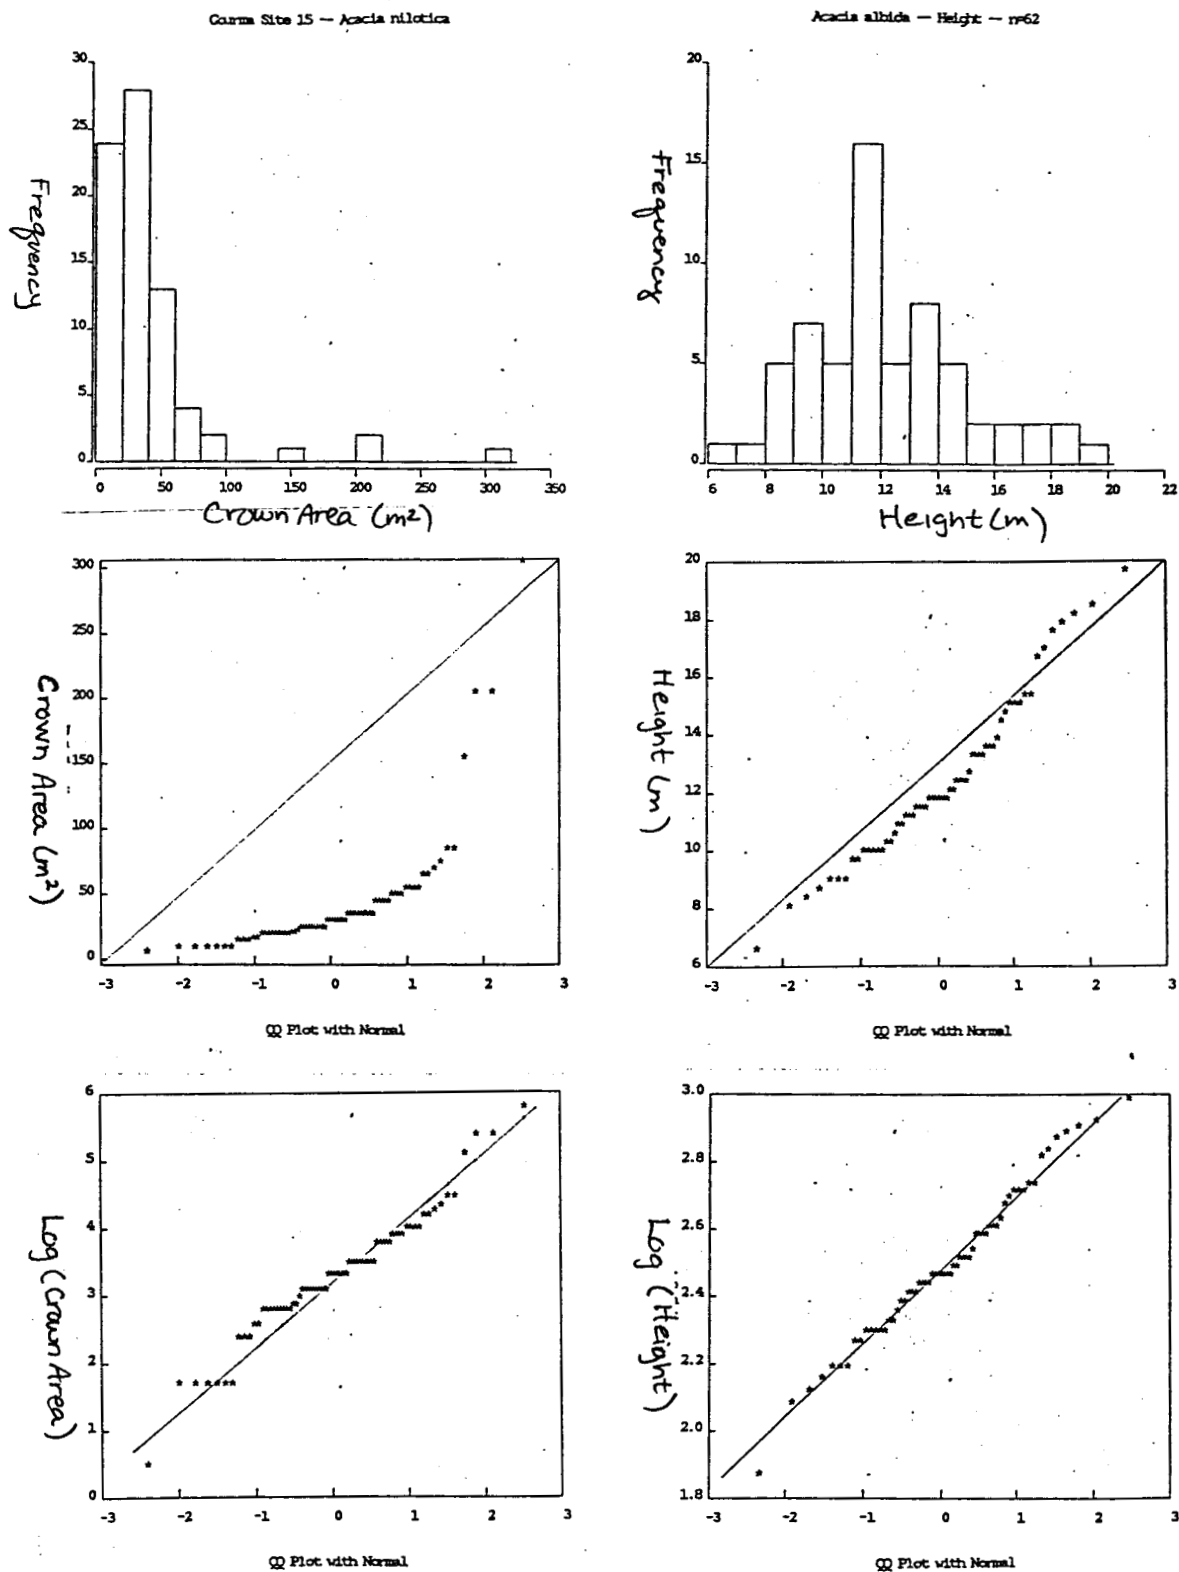 Gourma Site 15 — Acacia nilotica
30
25
20
15
10
5
0
Frequency
0 50 100 150 200 250 300 350
Crown Area (m²)
Acacia albida — Height — n=62
20
15
10
5
0
Frequency
6 8 10 12 14 16 18 20 22
Height (m)
300
250
200
150
100
50
0
Crown Area (m²)
-3 -2 -1 0 1 2 3
QQ Plot with Normal
20
18
16
14
12
10
8
6
Height (m)
-3 -2 -1 0 1 2 3
QQ Plot with Normal
6
5
4
3
2
1
0
Log (Crown Area)
-3 -2 -1 0 1 2 3
QQ Plot with Normal
3.0
2.8
2.6
2.4
2.2
2.0
1.8
Log (Height)
-3 -2 -1 0 1 2 3
QQ Plot with Normal